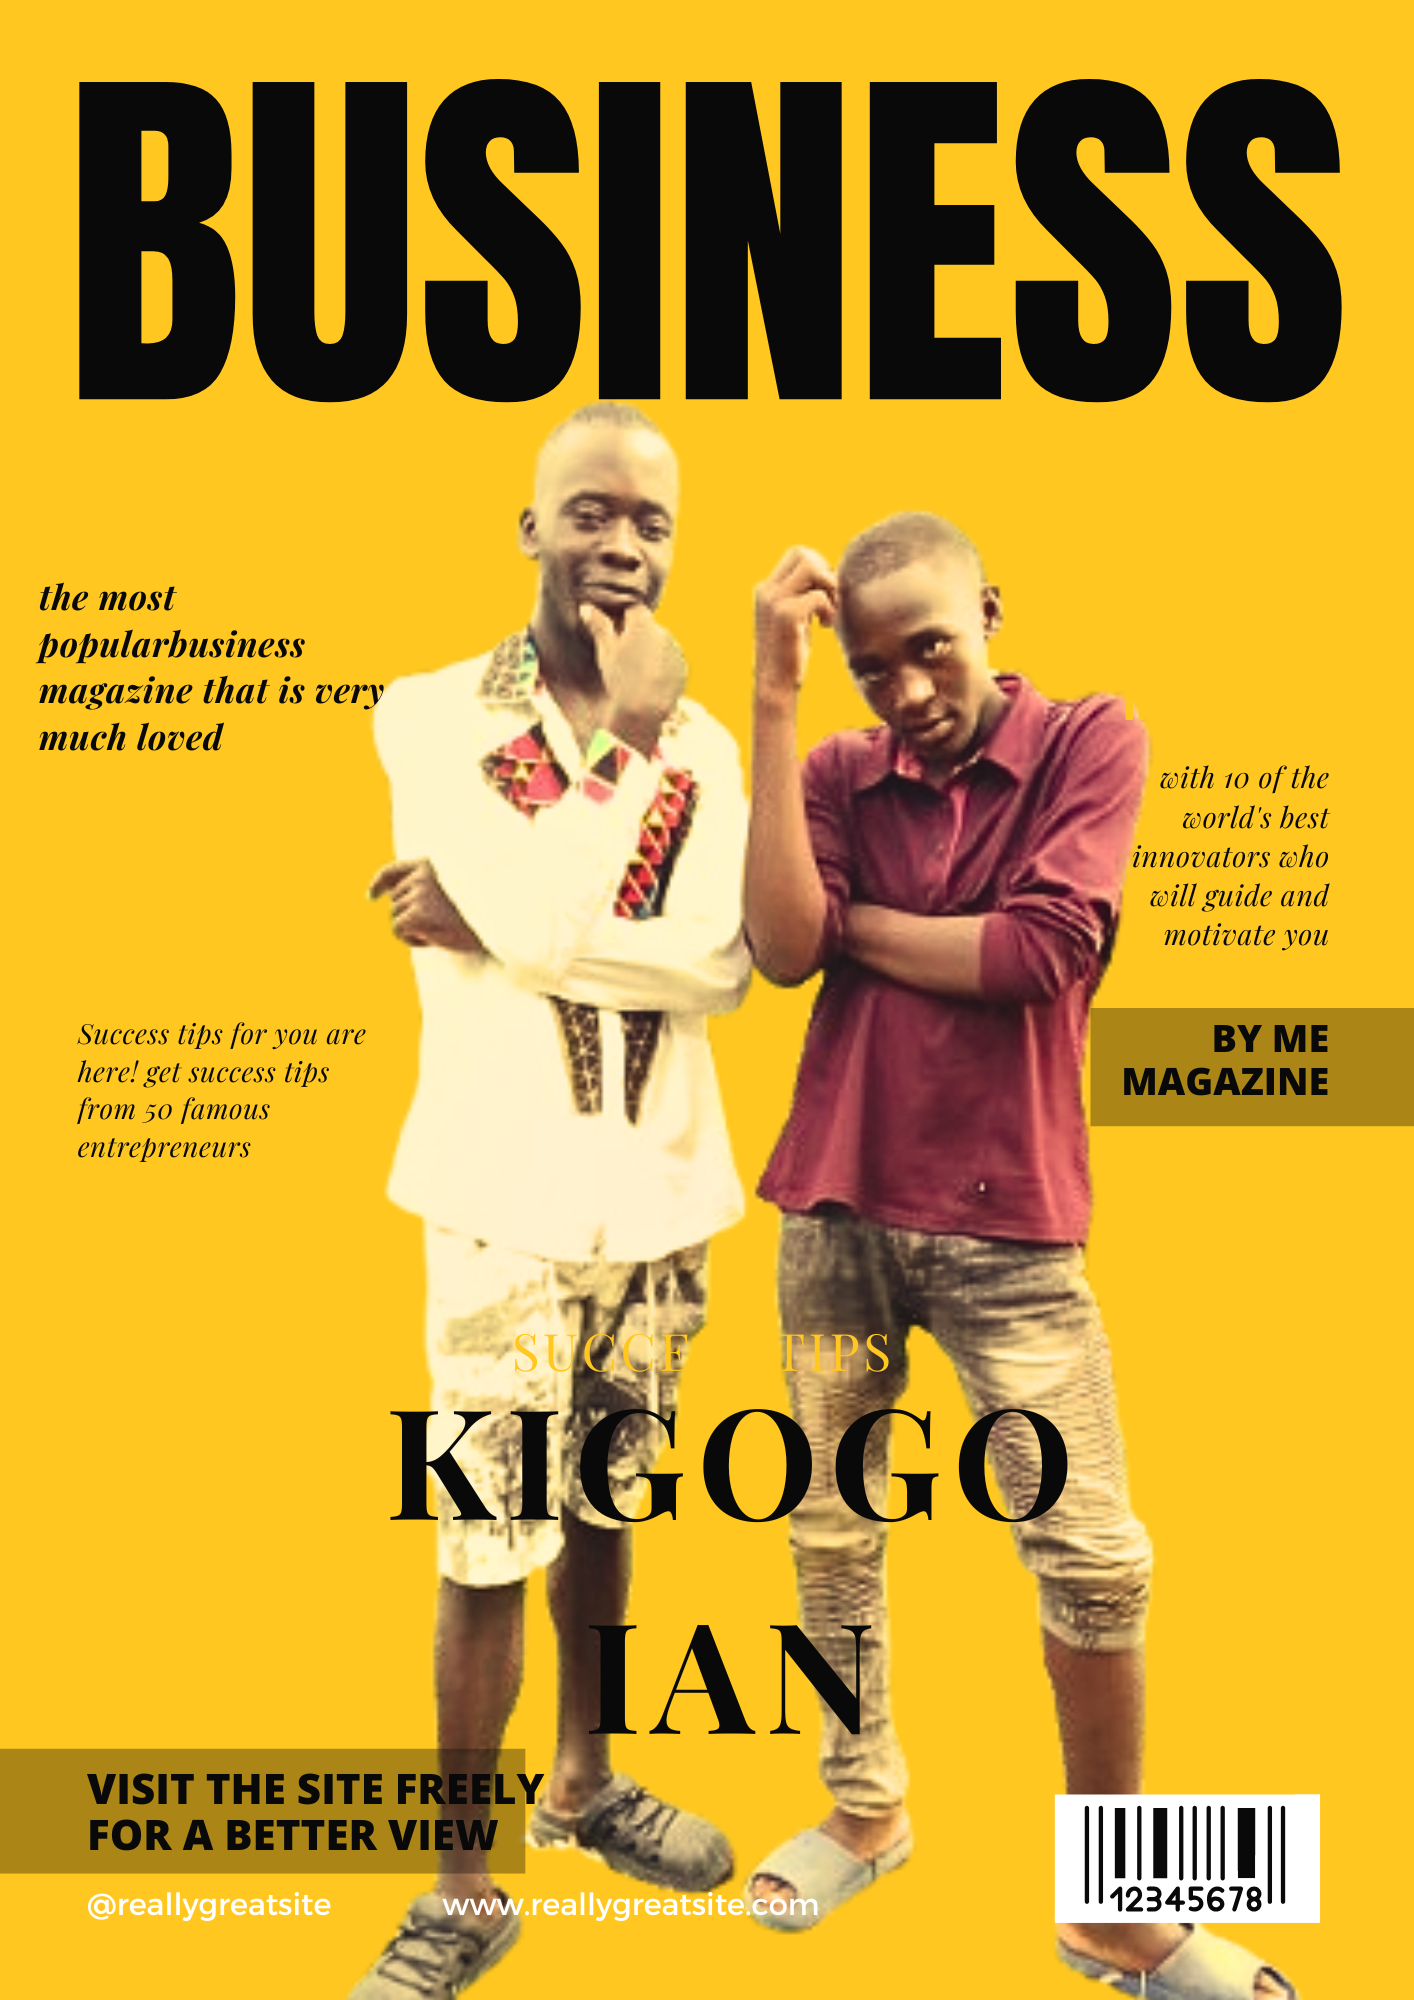 BUSINESS
the most
popularbusiness
magazine that is very
much loved
with 10 of the
world's best
innovators who
will guide and
motivate you
Success tips for you are
here! get success tips
from 50 famous
entrepreneurs
BY ME
MAGAZINE
TIPS
KIGOGO
IAN
VISIT THE SITE FREELY
FOR A BETTER VIEW
@reallygreatsite
www.reallygreatsite.com
12345678